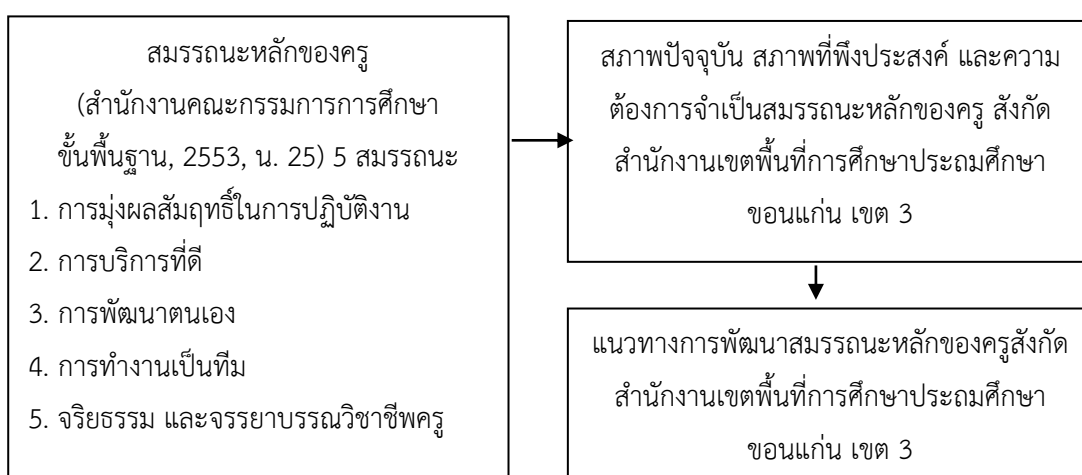 สมรรถนะหลักของครู
(สำนักงานคณะกรรมการการศึกษา
ขั้นพื้นฐาน, 2553, น. 25) 5 สมรรถนะ
1. การมุ่งผลสัมฤทธิ์ในการปฏิบัติงาน
2. การบริการที่ดี
3. การพัฒนาตนเอง
4. การทำงานเป็นทีม
5. จริยธรรม และจรรยาบรรณวิชาชีพครู
สภาพปัจจุบัน สภาพที่พึงประสงค์ และความ
ต้องการจำเป็นสมรรถนะหลักของครู สังกัด
สำนักงานเขตพื้นที่การศึกษาประถมศึกษา
ขอนแก่น เขต 3
แนวทางการพัฒนาสมรรถนะหลักของครูสังกัด
สำนักงานเขตพื้นที่การศึกษาประถมศึกษา
ขอนแก่น เขต 3